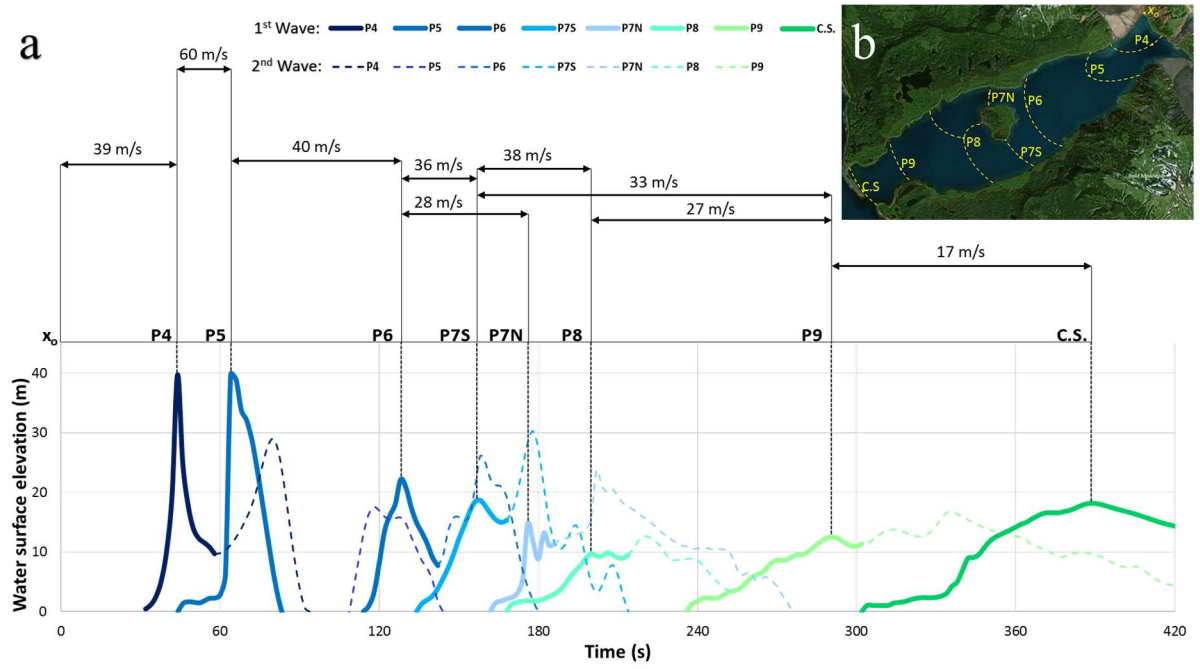 a
1st Wave: P4 P5 P6 P7S P7N P8 P9 C.S.
2nd Wave: P4 P5 P6 P7S P7N P8 P9
60 m/s
39 m/s
40 m/s
36 m/s
38 m/s
33 m/s
28 m/s
27 m/s
17 m/s
xo P4 P5 P6 P7S P7N P8 P9 C.S.
Water surface elevation (m)
40
30
20
10
0
0 60 120 180 240 300 360 420
Time (s)
b
xo
P4
P5
P7N
P6
P8
P7S
P9
C.S